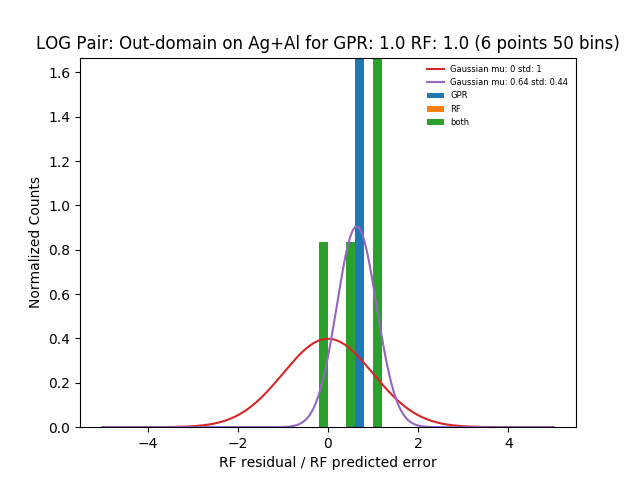 LOG Pair: Out-domain on Ag+Al for GPR: 1.0 RF: 1.0 (6 points 50 bins)
Gaussian mu: 0 std: 1
Gaussian mu: 0.64 std: 0.44
GPR
RF
both
Normalized Counts
1.6
1.4
1.2
1.0
0.8
0.6
0.4
0.2
0.0
−4 −2 0 2 4
RF residual / RF predicted error